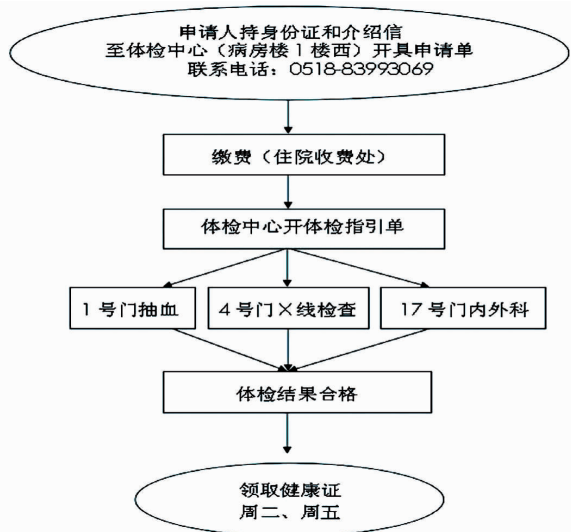 申请人持身份证和介绍信
至体检中心（病房楼1楼西）开具申请单
联系电话：0518-83993069
缴费（住院收费处）
体检中心开体检指引单
1号门抽血
4号门X线检查
17号门内外科
体检结果合格
领取健康证
周二、周五